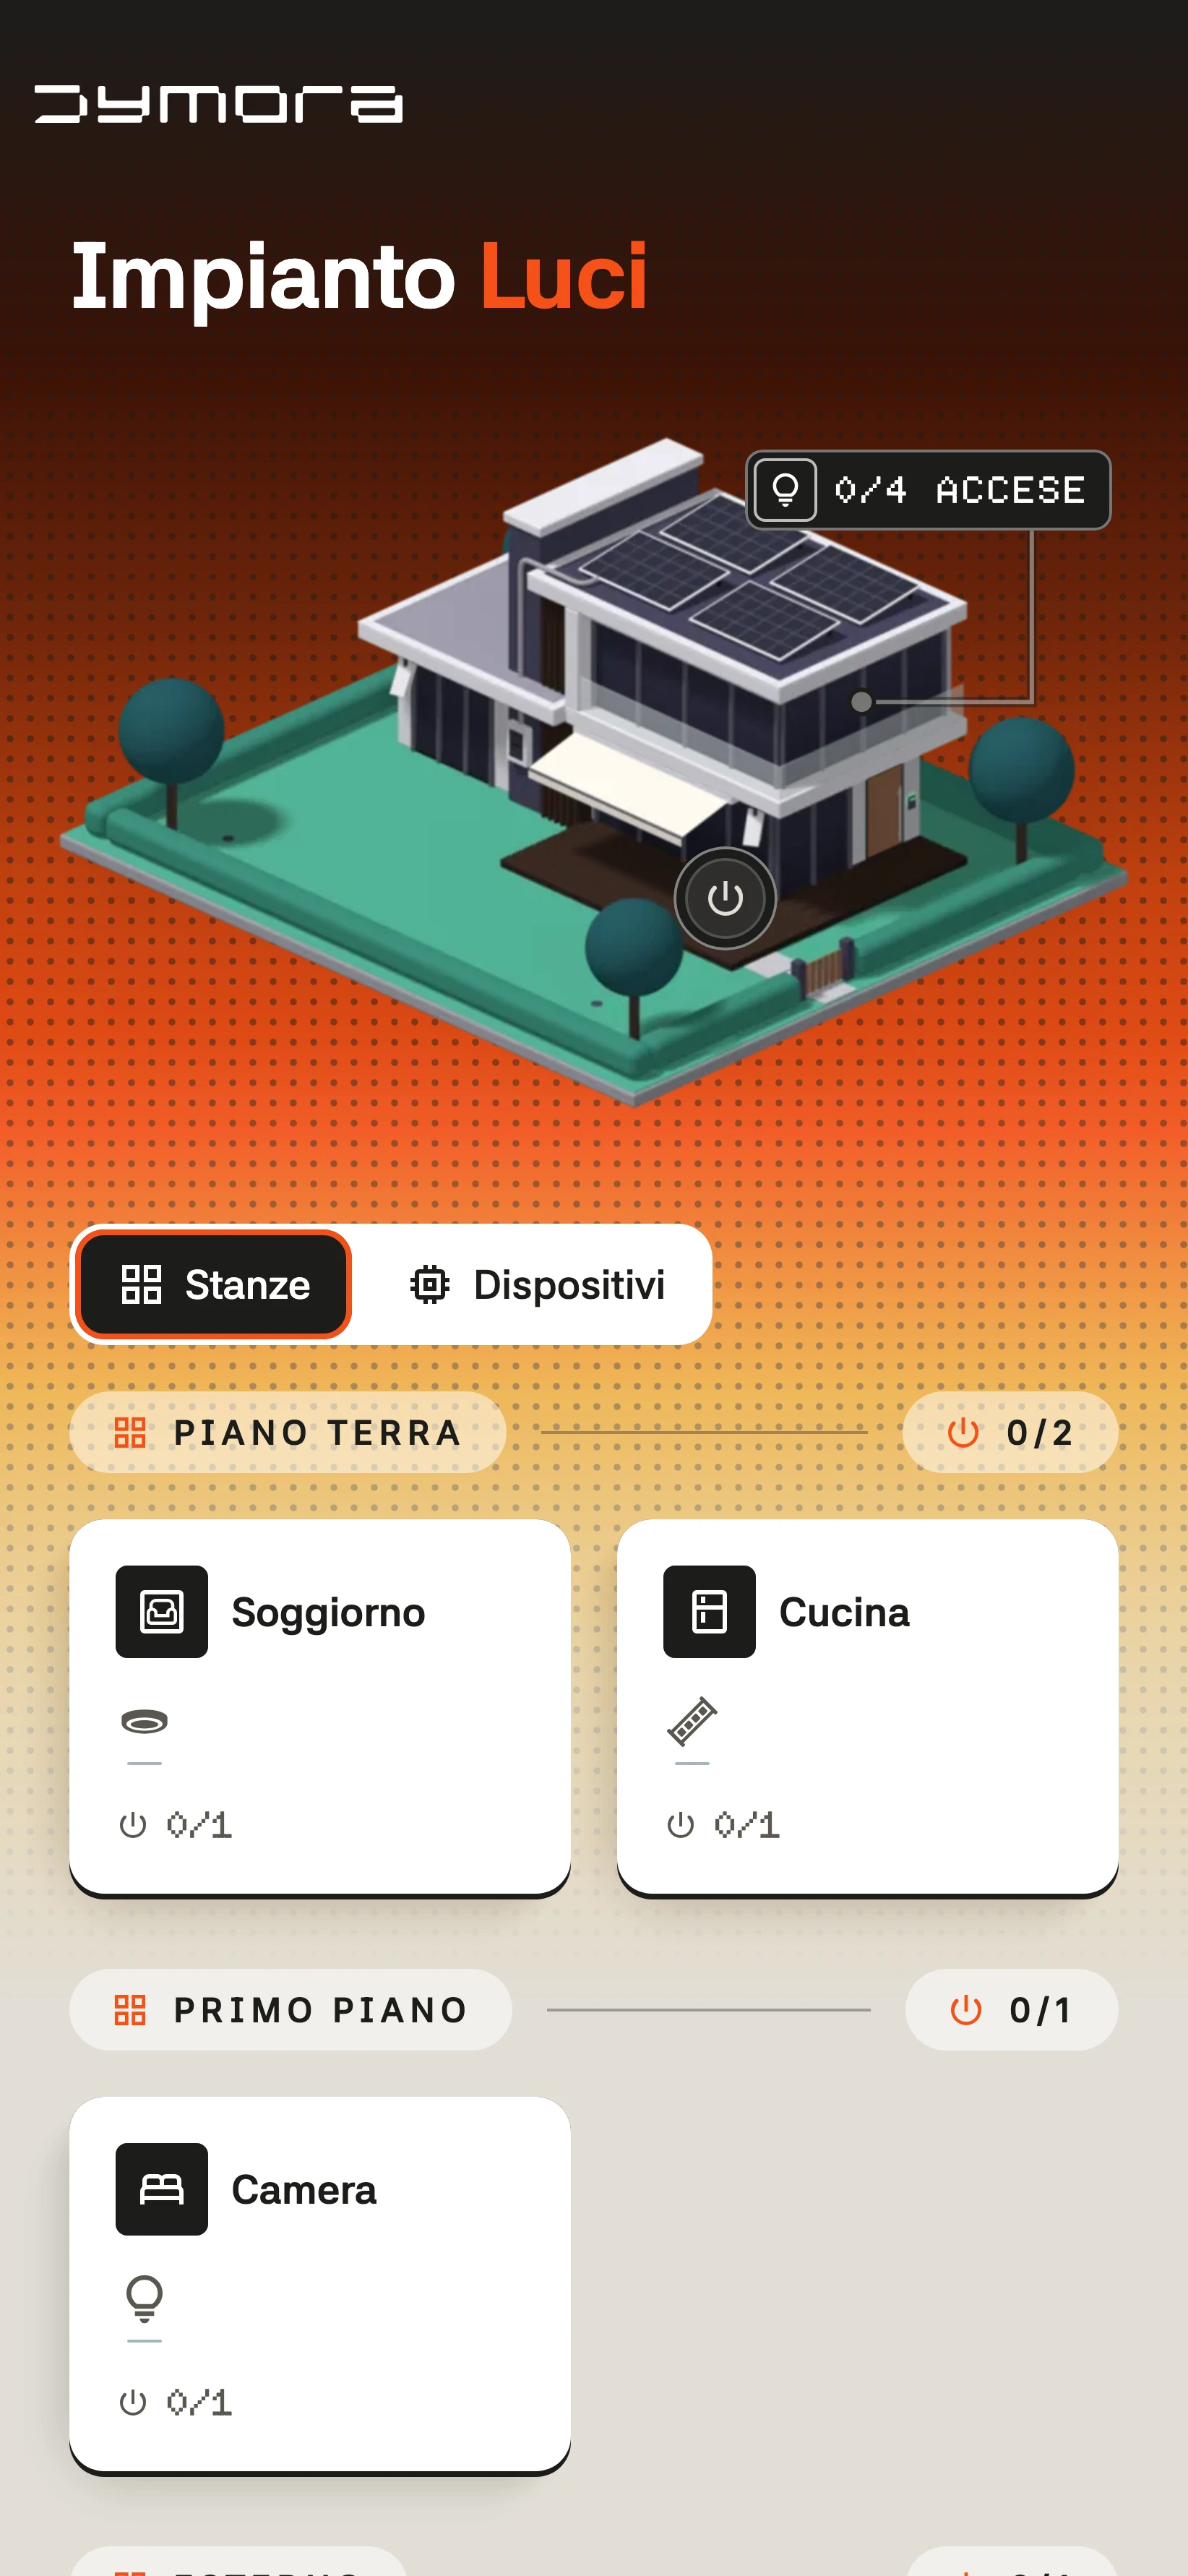 Dymora
Impianto Luci
0/4 ACCESE
Stanze
Dispositivi
PIANO TERRA
0/2
Soggiorno
Cucina
0/1
0/1
PRIMO PIANO
0/1
Camera
0/1